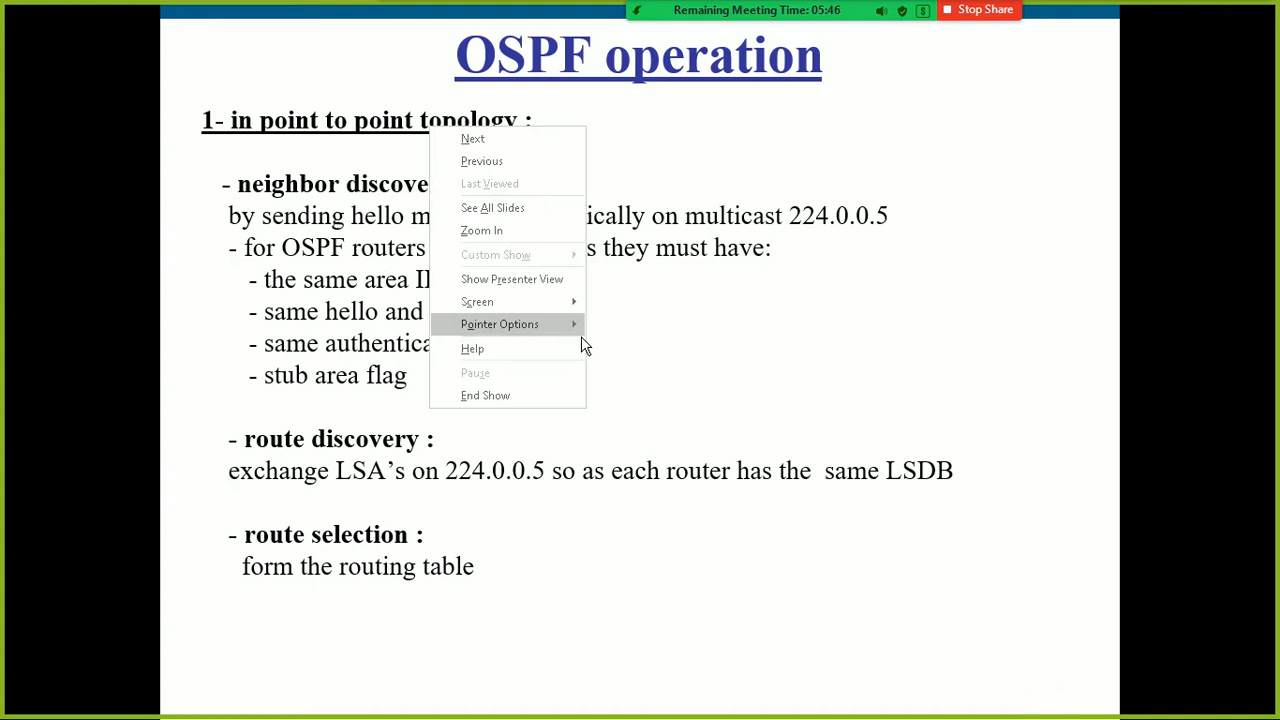 Remaining Meeting Time: 05:46
Stop Share
OSPF operation
1- in point to point topology :
- neighbor discove
by sending hello m ically on multicast 224.0.0.5
- for OSPF routers s they must have:
- the same area I
- same hello and
- same authentica
- stub area flag
- route discovery :
exchange LSA's on 224.0.0.5 so as each router has the same LSDB
- route selection :
form the routing table
Next
Previous
Last Viewed
See All Slides
Zoom In
Custom Show
Show Presenter View
Screen
Pointer Options
Help
Pause
End Show